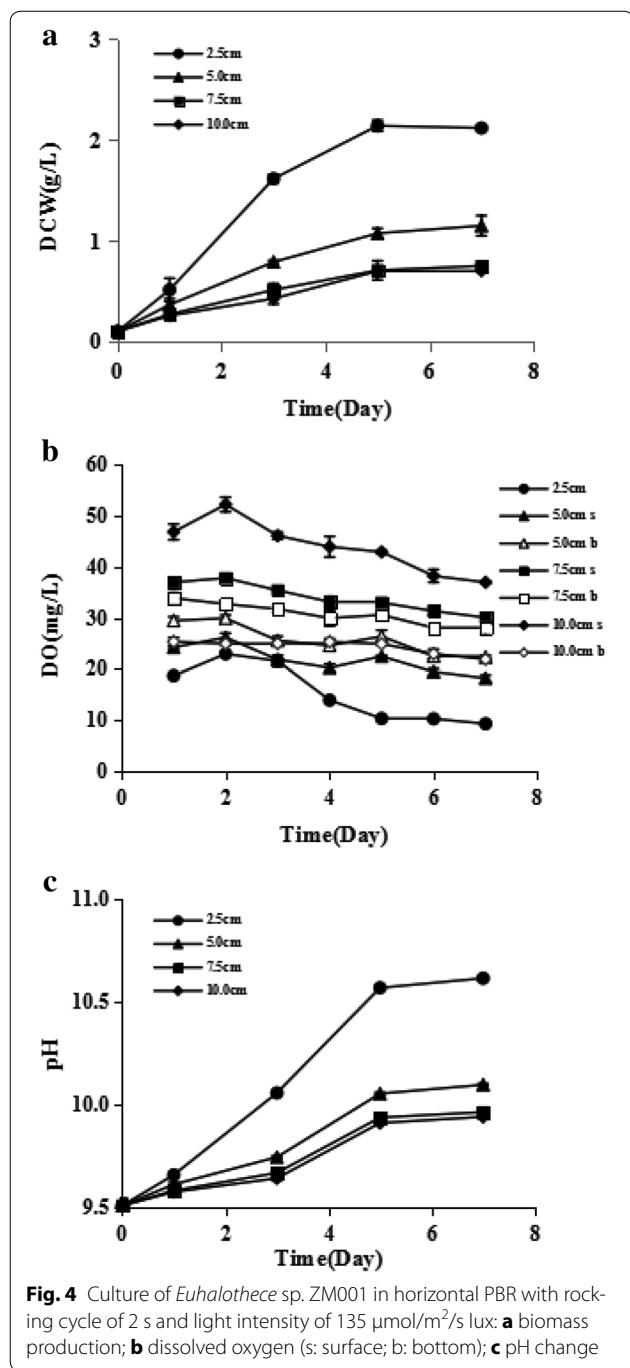 a
3
2
1
0
DCW(g/L)
2.5cm
5.0cm
7.5cm
10.0cm
0 2 4 6 8
Time(Day)
b
60
50
40
30
20
10
0
DO(mg/L)
2.5cm
5.0cm s
5.0cm b
7.5cm s
7.5cm b
10.0cm s
10.0cm b
0 2 4 6 8
Time(Day)
c
11.0
10.5
10.0
9.5
pH
2.5cm
5.0cm
7.5cm
10.0cm
0 2 4 6 8
Time(Day)
Fig. 4 Culture of Euhalothece sp. ZM001 in horizontal PBR with rock-
ing cycle of 2 s and light intensity of 135 μmol/m²/s lux: a biomass
production; b dissolved oxygen (s: surface; b: bottom); c pH change